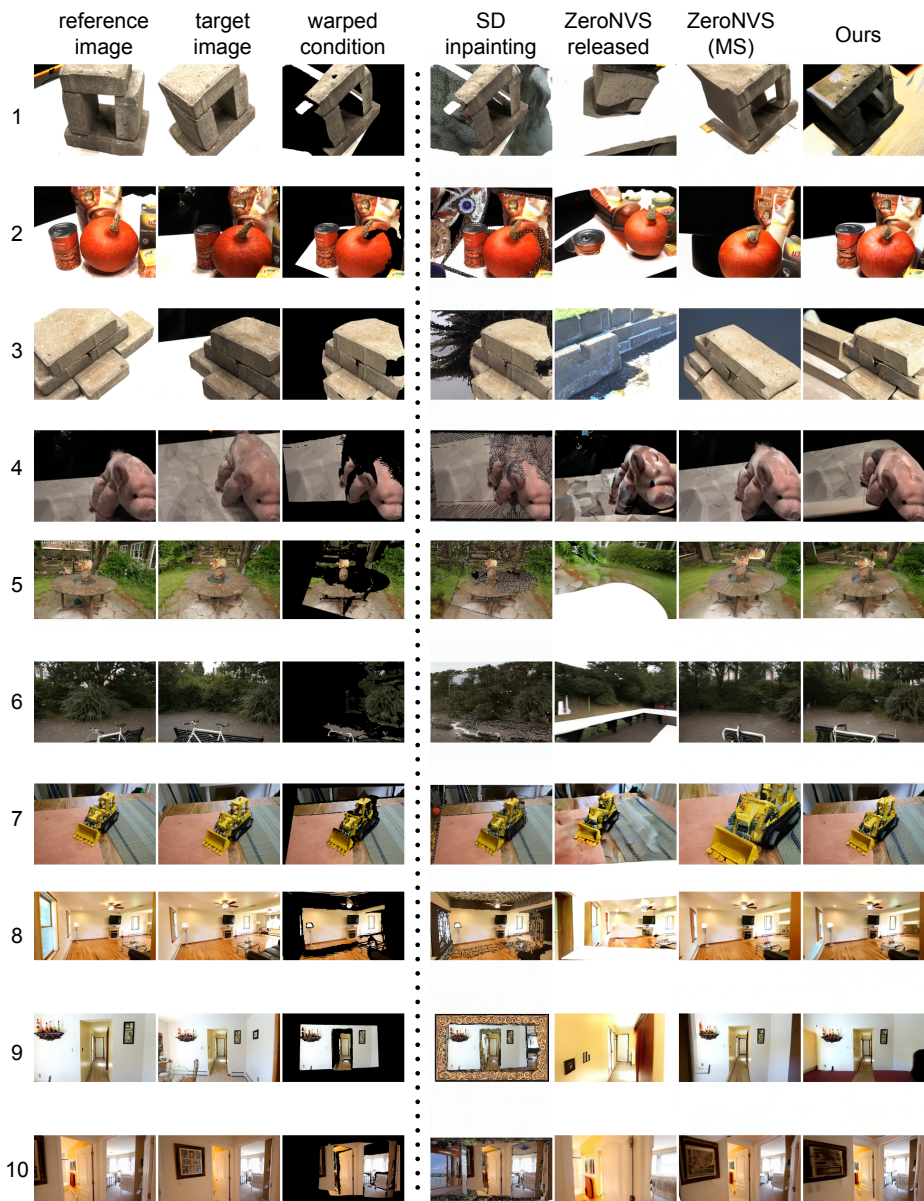 reference image
target image
warped condition
SD inpainting
ZeroNVS released
ZeroNVS (MS)
Ours
1
2
3
4
5
6
7
8
9
10